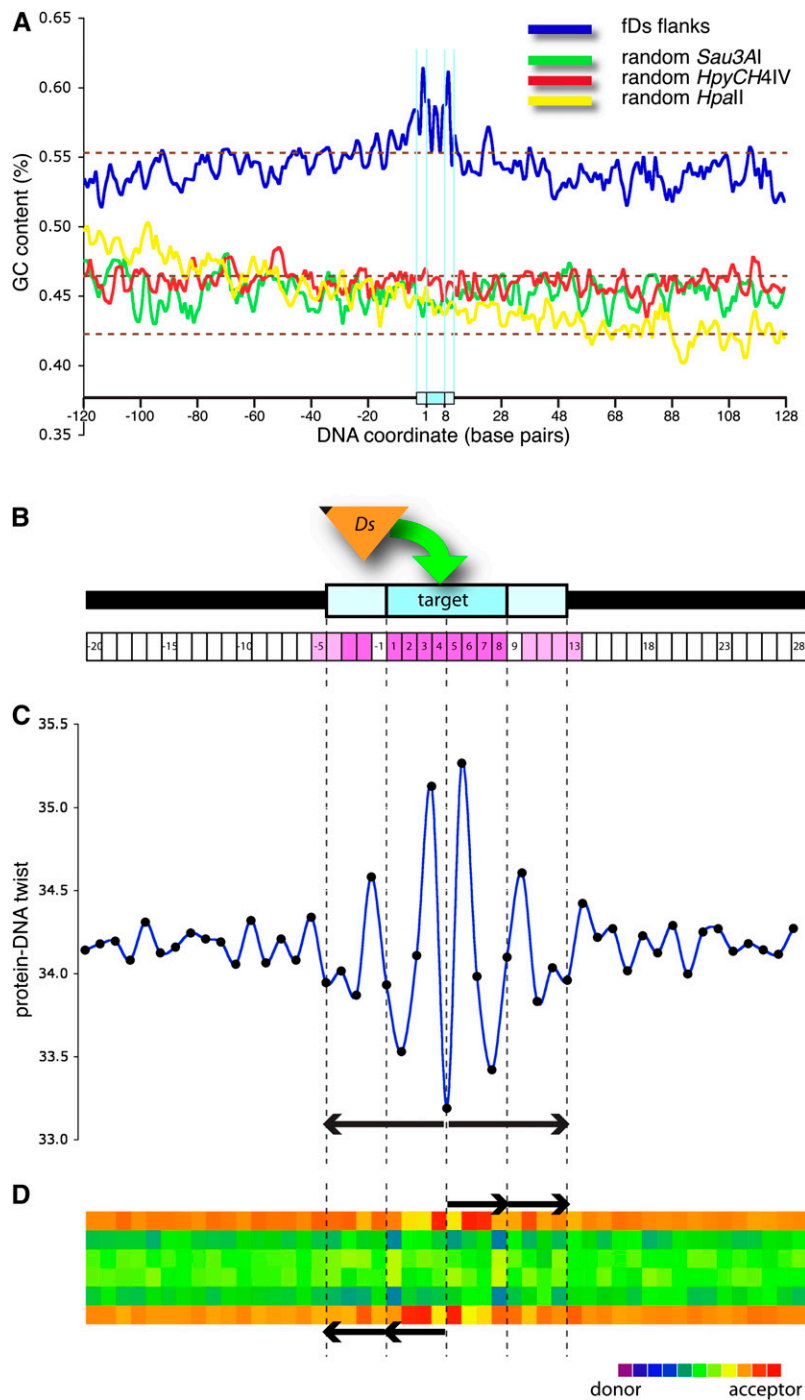 A
0.65
0.60
0.55
0.50
0.45
0.40
0.35
GC content (%)
fDs flanks
random Sau3AI
random HpyCH4IV
random HpaII
-120 -100 -80 -60 -40 -20 1 8 28 48 68 88 108 128
DNA coordinate (base pairs)
B
Ds
target
-20 -15 -10 -5 -1 1 2 3 4 5 6 7 8 9 13 18 23 28
C
35.5
35.0
34.5
34.0
33.5
33.0
protein-DNA twist
D
donor acceptor